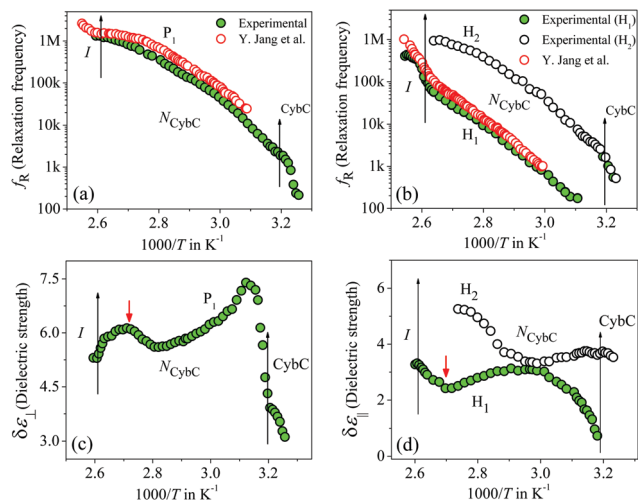 Experimental
Y. Jang et al.
1M
100k
10k
1k
100
f_R (Relaxation frequency)
I
P₁
N_CybC
CybC
(a)
2.6 2.8 3.0 3.2
1000/T in K⁻¹
Experimental (H₁)
Experimental (H₂)
Y. Jang et al.
1M
100k
10k
1k
100
f_R (Relaxation frequency)
I
H₂
N_CybC
H₁
CybC
(b)
2.6 2.8 3.0 3.2
1000/T in K⁻¹
7.5
6.0
4.5
3.0
δε⊥ (Dielectric strength)
I
P₁
N_CybC
CybC
(c)
2.6 2.8 3.0 3.2
1000/T in K⁻¹
6
4
2
0
δε∥ (Dielectric strength)
I
H₂
N_CybC
H₁
CybC
(d)
2.6 2.8 3.0 3.2
1000/T in K⁻¹